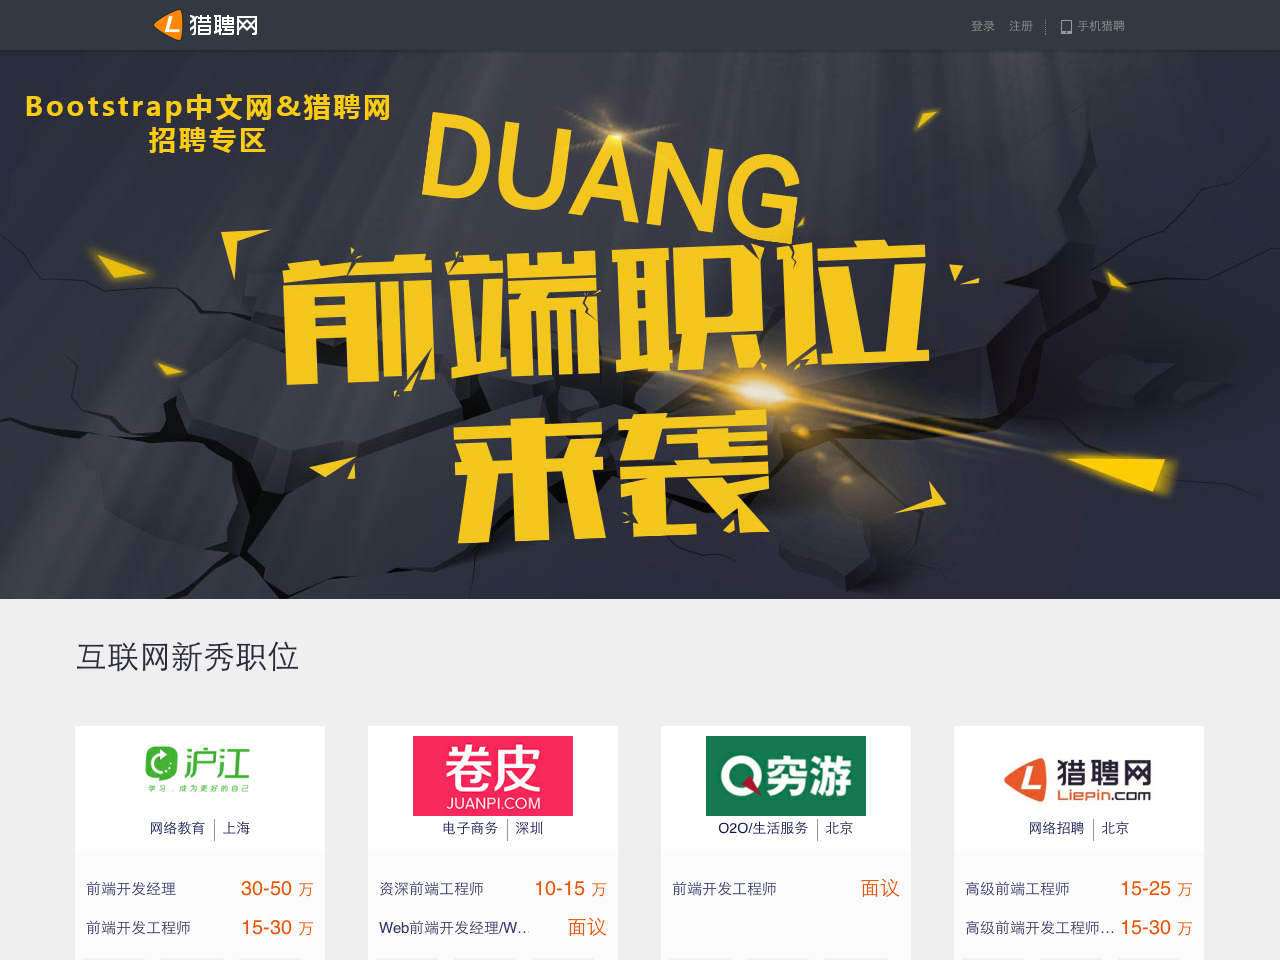 猎聘网
登录 注册 手机猎聘
Bootstrap中文网&猎聘网
招聘专区
DUANG
前端职位
来袭
互联网新秀职位
沪江
学习，成为更好的自己
网络教育 上海
前端开发经理 30-50 万
前端开发工程师 15-30 万
卷皮
JUANPI.COM
电子商务 深圳
资深前端工程师 10-15 万
Web前端开发经理/W... 面议
穷游
O2O/生活服务 北京
前端开发工程师 面议
猎聘网
Liepin.com
网络招聘 北京
高级前端工程师 15-25 万
高级前端开发工程师... 15-30 万